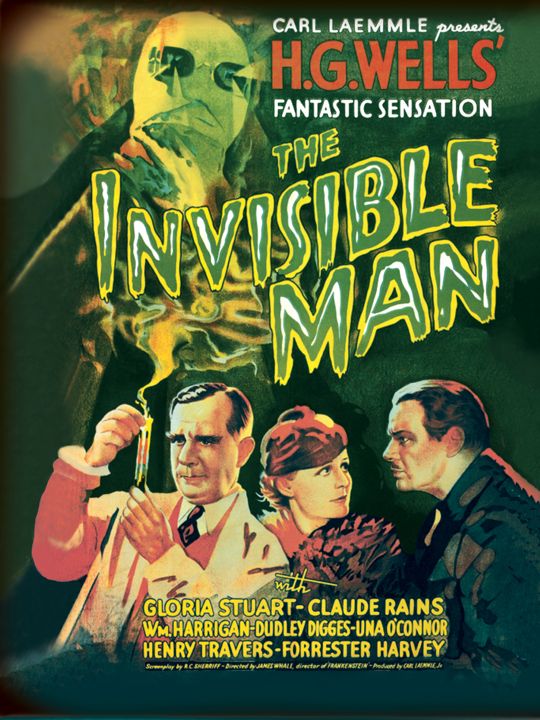 CARL LAEMMLE presents
H.G.WELLS'
FANTASTIC SENSATION
THE
INVISIBLE
MAN
with
GLORIA STUART-CLAUDE RAINS
WM.HARRIGAN-DUDLEY DIGGES-UNA O'CONNOR
HENRY TRAVERS-FORRESTER HARVEY
Screenplay by R.C. SHERRIFF - Directed by JAMES WHALE, director of "FRANKENSTEIN" - Produced by CARL LAEMMLE, Jr